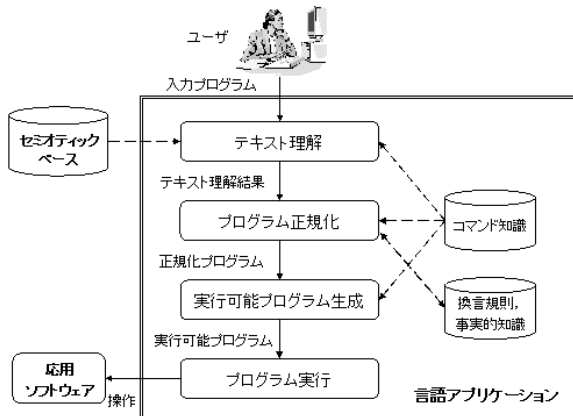 ユーザ
入力プログラム
セミオティック
ベース
テキスト理解
テキスト理解結果
プログラム正規化
コマンド知識
正規化プログラム
実行可能プログラム生成
換言規則,
事実的知識
実行可能プログラム
応用
ソフトウェア
操作
プログラム実行
言語アプリケーション